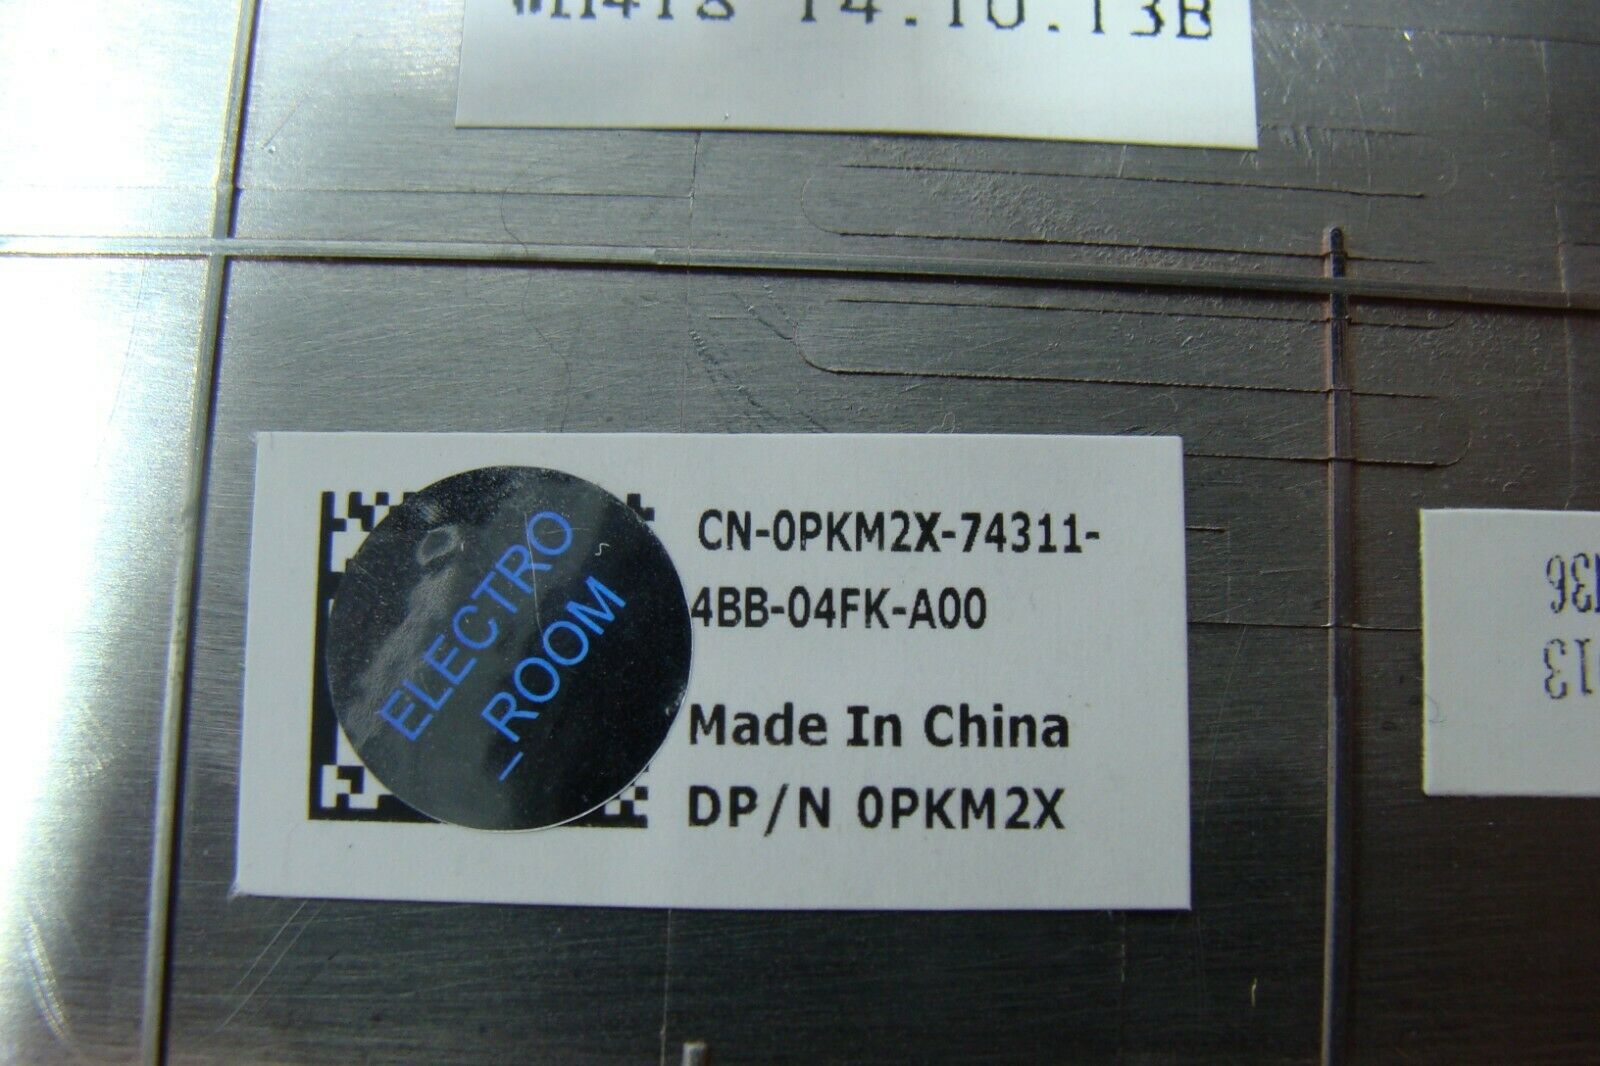 14.10.13B
CN-0PKM2X-74311-
4BB-04FK-A00
Made In China
DP/N 0PKM2X
ELECTRO
_ROOM